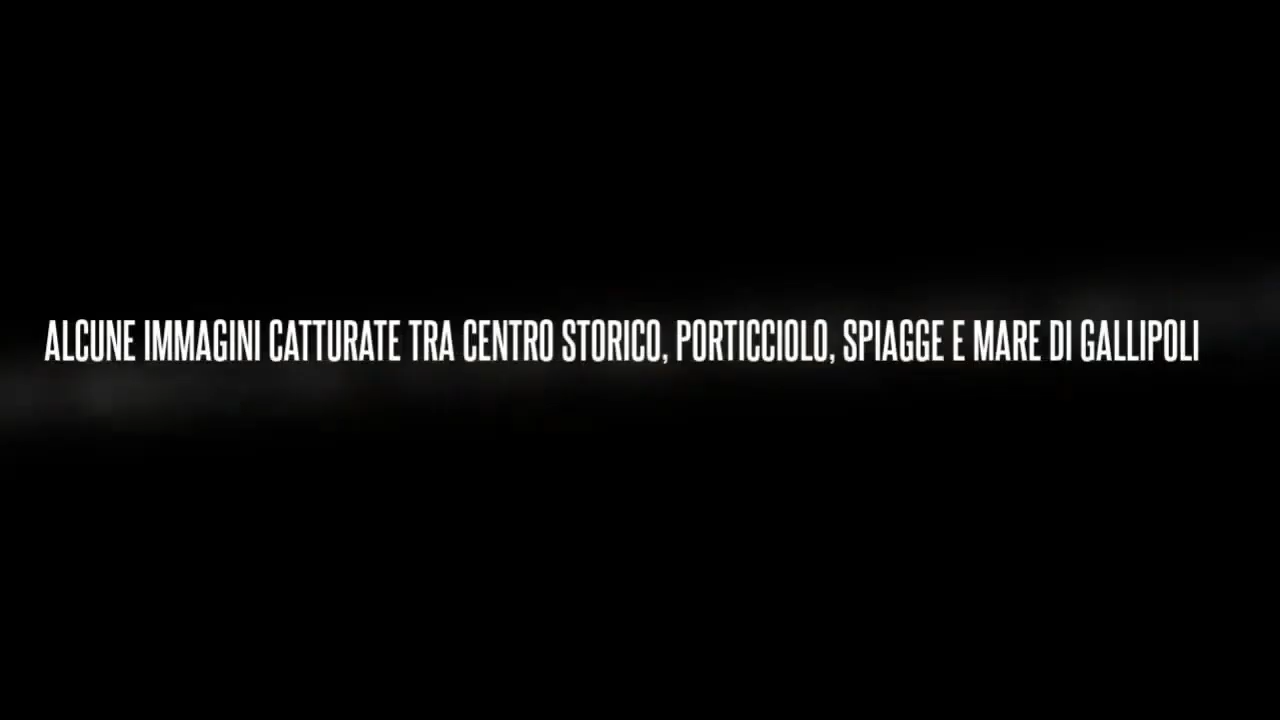 ALCUNE IMMAGINI CATTURATE TRA CENTRO STORICO, PORTICCIOLO, SPIAGGE E MARE DI GALLIPOLI